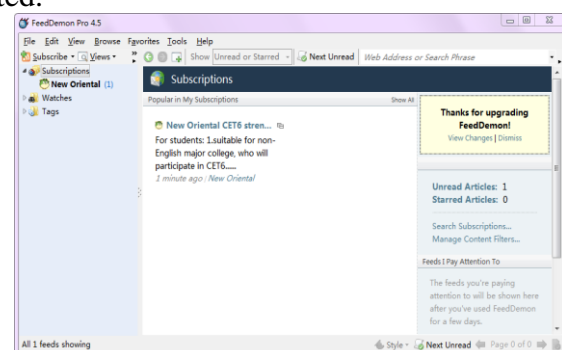 ted.
FeedDemon Pro 4.5
File Edit View Browse Favorites Tools Help
Subscribe Views Show Unread or Starred Next Unread Web Address or Search Phrase
Subscriptions
New Oriental (1)
Watches
Tags
Subscriptions
Popular in My Subscriptions Show All
New Oriental CET6 stren...
For students: 1.suitable for non-
English major college, who will
participate in CET6.....
1 minute ago | New Oriental
Thanks for upgrading
FeedDemon!
View Changes | Dismiss
Unread Articles: 1
Starred Articles: 0
Search Subscriptions...
Manage Content Filters...
Feeds I Pay Attention To
The feeds you're paying
attention to will be shown here
after you've used FeedDemon
for a few days.
All 1 feeds showing Style Next Unread Page 0 of 0